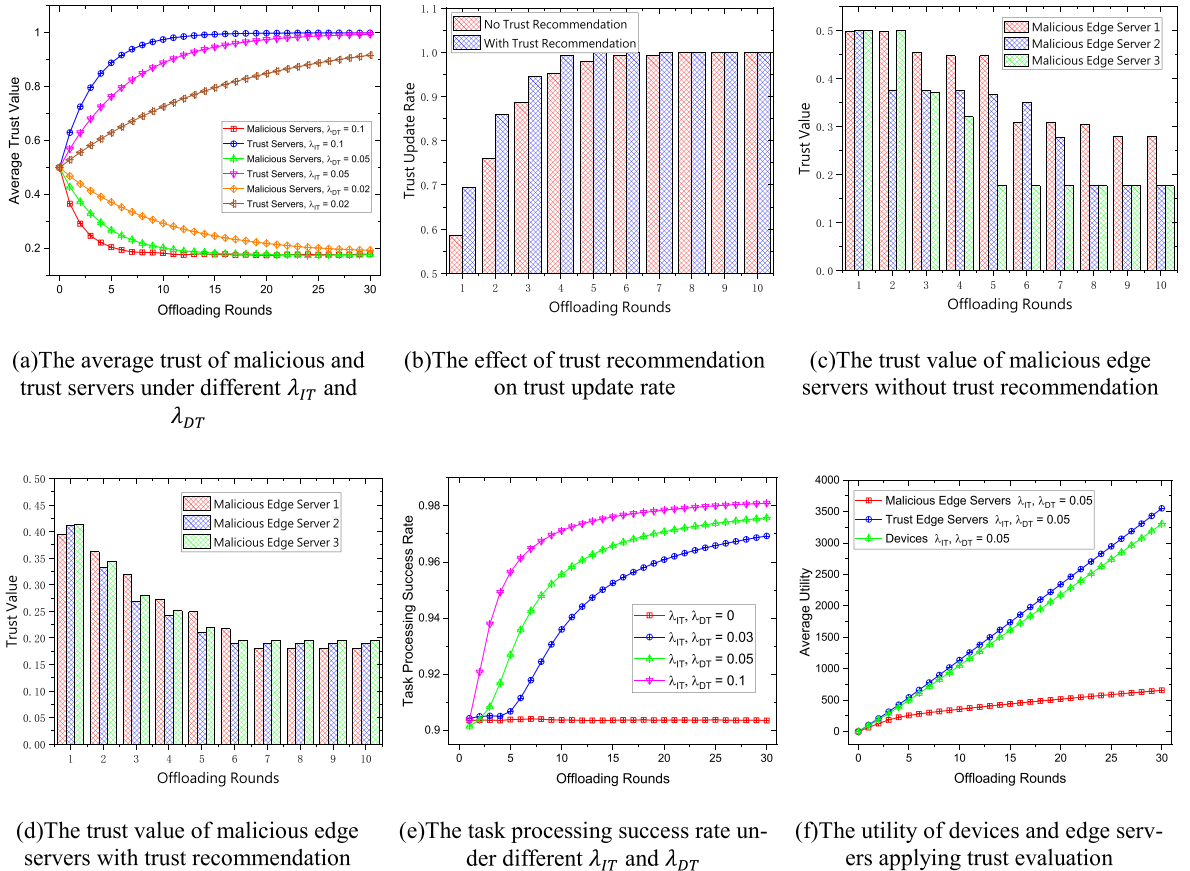 1
0.8
0.6
0.4
0.2
Average Trust Value
Malicious Servers, λDT = 0.1
Trust Servers, λIT = 0.1
Malicious Servers, λDT = 0.05
Trust Servers, λIT = 0.05
Malicious Servers, λDT = 0.02
Trust Servers, λIT = 0.02
0 5 10 15 20 25 30
Offloading Rounds
(a)The average trust of malicious and
trust servers under different λIT and
λDT
1.1
1.0
0.9
0.8
0.7
0.6
0.5
Trust Update Rate
No Trust Recommendation
With Trust Recommendation
1 2 3 4 5 6 7 8 9 10
Offloading Rounds
(b)The effect of trust recommendation
on trust update rate
0.5
0.4
0.3
0.2
0.1
0.0
Trust Value
Malicious Edge Server 1
Malicious Edge Server 2
Malicious Edge Server 3
1 2 3 4 5 6 7 8 9 10
Offloading Rounds
(c)The trust value of malicious edge
servers without trust recommendation
0.50
0.45
0.40
0.35
0.30
0.25
0.20
0.15
0.10
0.05
0.00
Trust Value
Malicious Edge Server 1
Malicious Edge Server 2
Malicious Edge Server 3
1 2 3 4 5 6 7 8 9 10
Offloading Rounds
(d)The trust value of malicious edge
servers with trust recommendation
0.98
0.96
0.94
0.92
0.9
Task Processing Success Rate
λIT, λDT = 0
λIT, λDT = 0.03
λIT, λDT = 0.05
λIT, λDT = 0.1
0 5 10 15 20 25 30
Offloading Rounds
(e)The task processing success rate un-
der different λIT and λDT
4000
3500
3000
2500
2000
1500
1000
500
0
Average Utility
Malicious Edge Servers λIT, λDT = 0.05
Trust Edge Servers λIT, λDT = 0.05
Devices λIT, λDT = 0.05
0 5 10 15 20 25 30
Offloading Rounds
(f)The utility of devices and edge serv-
ers applying trust evaluation